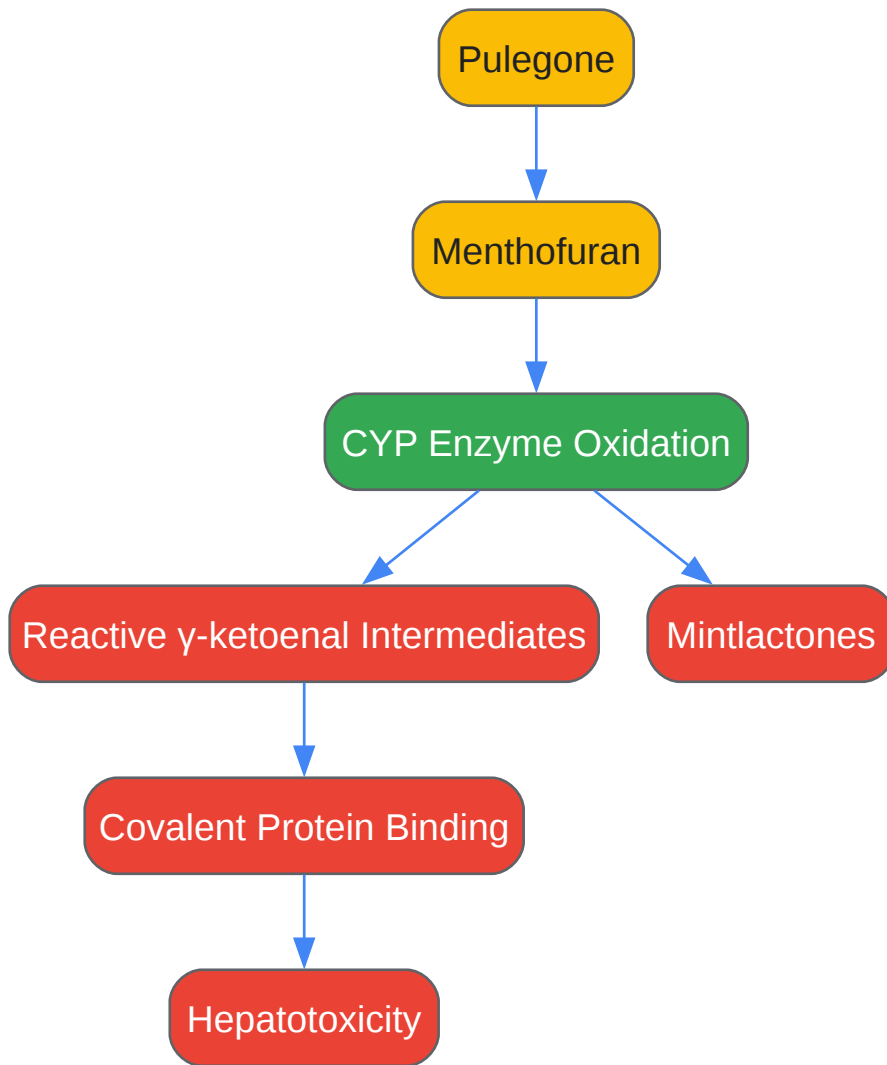 Pulegone
Menthofuran
CYP Enzyme Oxidation
Reactive γ-ketoenal Intermediates
Mintlactones
Covalent Protein Binding
Hepatotoxicity